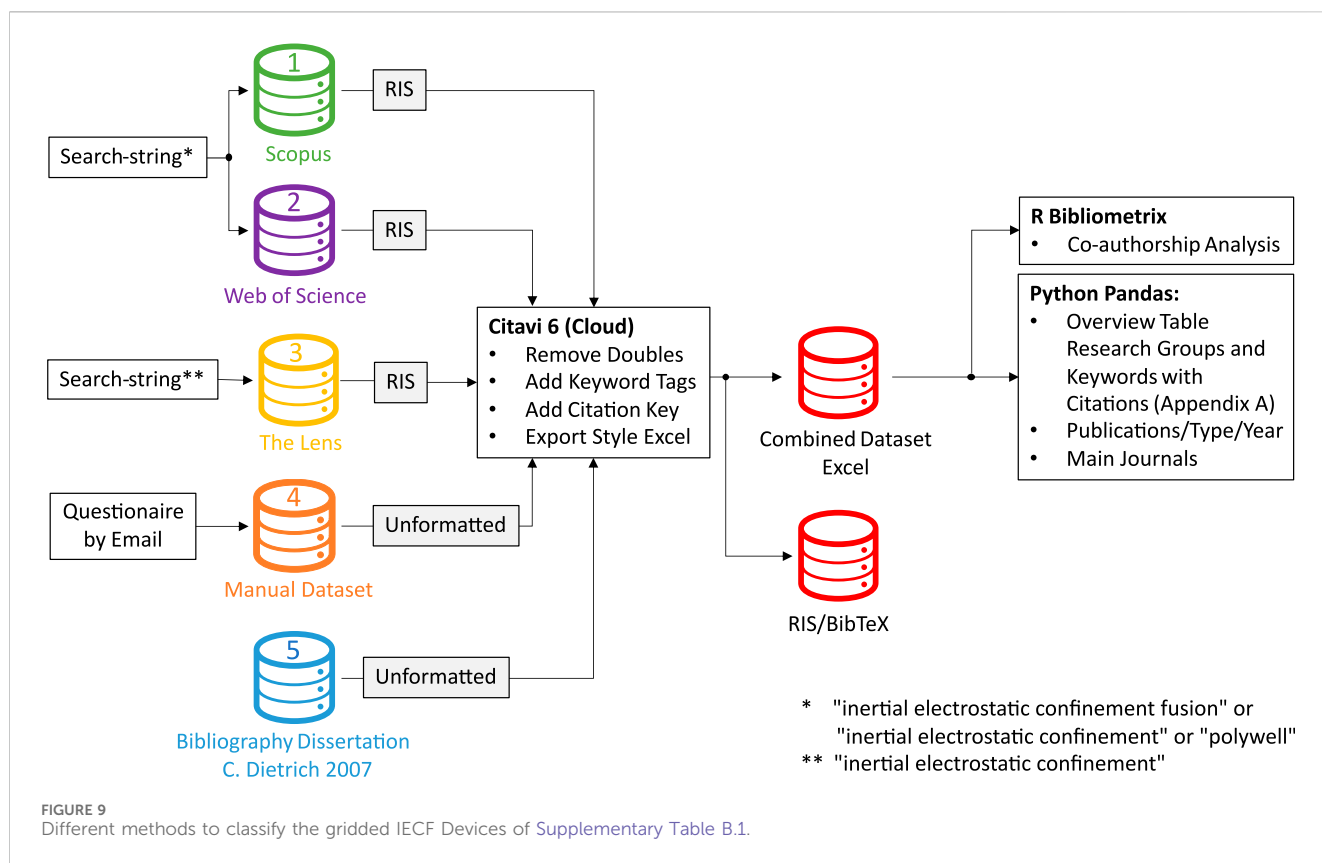 1
RIS
Scopus
Search-string*
2
RIS
Web of Science
3
Search-string**
RIS
The Lens
4
Questionaire
by Email
Unformatted
Manual Dataset
5
Unformatted
Bibliography Dissertation
C. Dietrich 2007
Citavi 6 (Cloud)
• Remove Doubles
• Add Keyword Tags
• Add Citation Key
• Export Style Excel
Combined Dataset
Excel
RIS/BibTeX
R Bibliometrix
• Co-authorship Analysis
Python Pandas:
• Overview Table
Research Groups and
Keywords with
Citations (Appendix A)
• Publications/Type/Year
• Main Journals
* "inertial electrostatic confinement fusion" or
"inertial electrostatic confinement" or "polywell"
** "inertial electrostatic confinement"
FIGURE 9
Different methods to classify the gridded IECF Devices of Supplementary Table B.1.